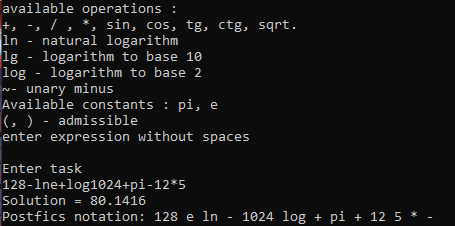 available operations :
+, -, / , *, sin, cos, tg, ctg, sqrt.
ln - natural logarithm
lg - logarithm to base 10
log - logarithm to base 2
~- unary minus
Available constants : pi, e
(, ) - admissible
enter expression without spaces
Enter task
128-lne+log1024+pi-12*5
Solution = 80.1416
Postfics notation: 128 e ln - 1024 log + pi + 12 5 * -